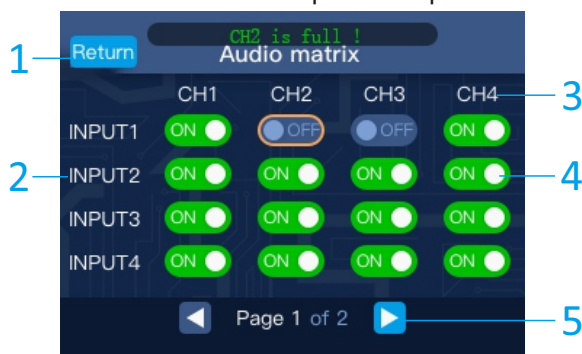 CH2 is full !
Return Audio matrix
1
CH1 CH2 CH3 CH4 3
INPUT1 ON OFF OFF ON
2 INPUT2 ON ON ON ON 4
INPUT3 ON ON ON ON
INPUT4 ON ON ON ON
Page 1 of 2 5